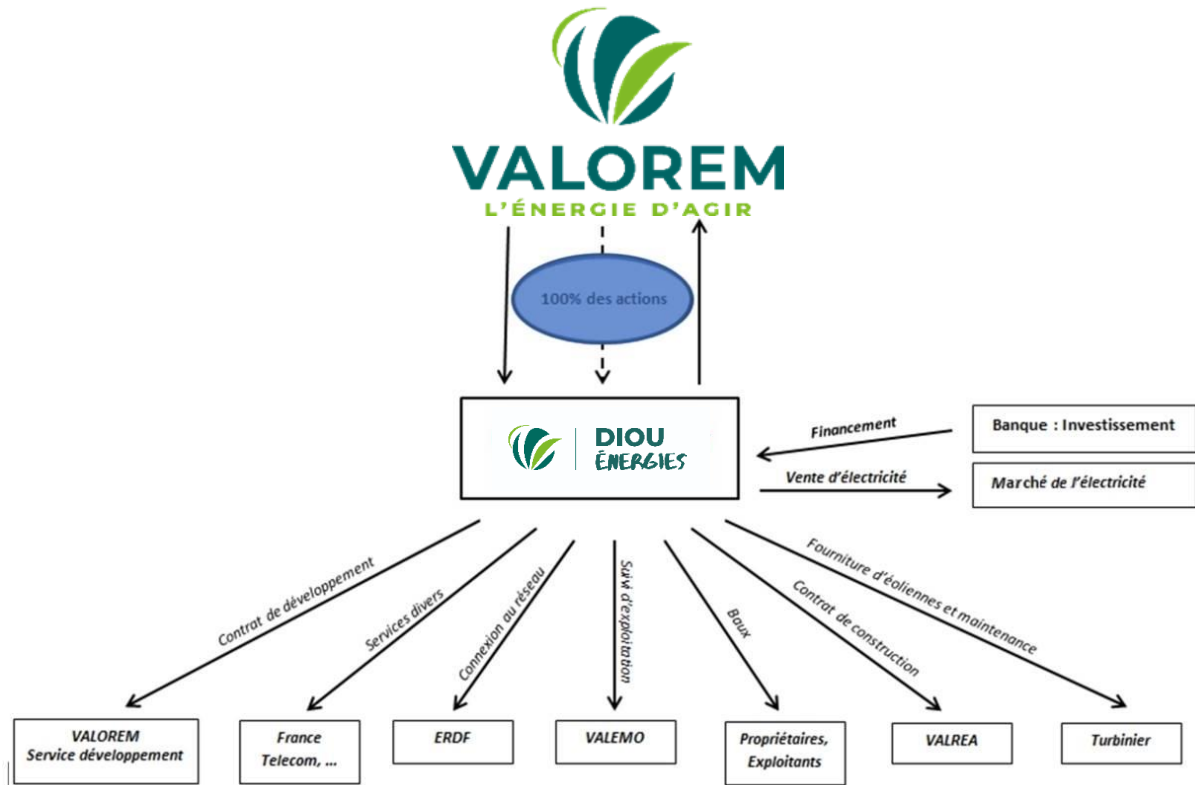 VALOREM
L'ÉNERGIE D'AGIR
100% des actions
DIOU
ÉNERGIES
Financement
Banque : Investissement
Vente d'électricité
Marché de l'électricité
Contrat de développement
Services divers
Connexion au réseau
Suivi d'exploitation
Baux
Contrat de construction
Fourniture d'éoliennes et maintenance
VALOREM
Service développement
France
Telecom, ...
ERDF
VALEMO
Propriétaires,
Exploitants
VALREA
Turbinier